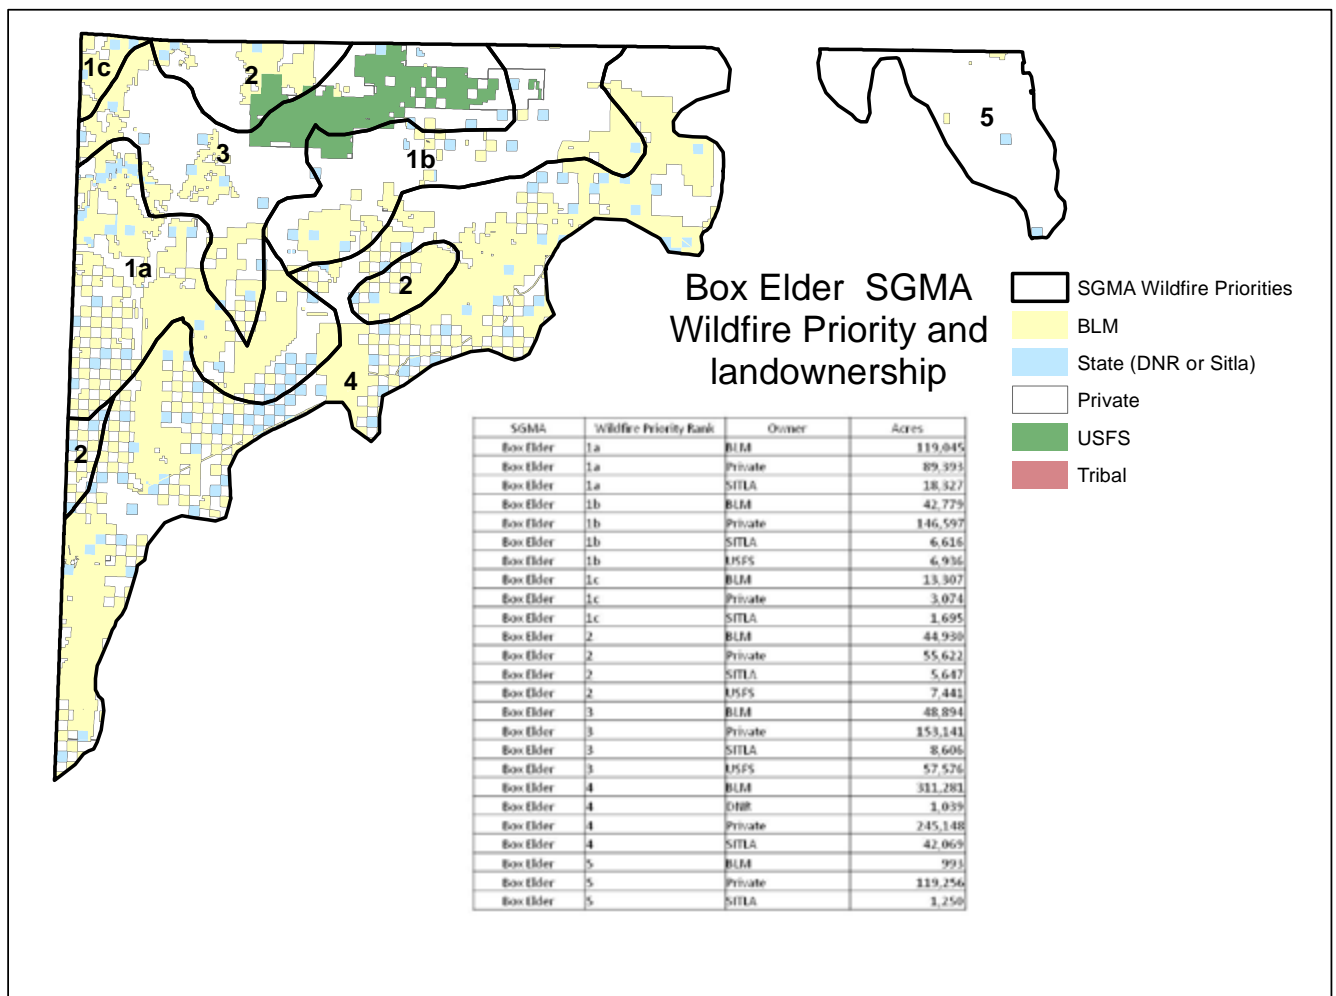 1c
2
3
1b
5
1a
2
4
2
Box Elder SGMA
Wildfire Priority and
landownership
SGMA Wildfire Priorities
BLM
State (DNR or Sitla)
Private
USFS
Tribal
SGMA Wildfire Priority Rank Owner Acres
Box Elder 1a BLM 119,045
Box Elder 1a Private 89,393
Box Elder 1a SITLA 18,327
Box Elder 1b BLM 42,779
Box Elder 1b Private 146,597
Box Elder 1b SITLA 6,616
Box Elder 1b USFS 6,936
Box Elder 1c BLM 13,307
Box Elder 1c Private 3,074
Box Elder 1c SITLA 1,695
Box Elder 2 BLM 44,930
Box Elder 2 Private 55,622
Box Elder 2 SITLA 5,647
Box Elder 2 USFS 7,441
Box Elder 3 BLM 48,894
Box Elder 3 Private 153,141
Box Elder 3 SITLA 8,606
Box Elder 3 USFS 57,576
Box Elder 4 BLM 311,281
Box Elder 4 DNR 1,039
Box Elder 4 Private 245,148
Box Elder 4 SITLA 42,069
Box Elder 5 BLM 993
Box Elder 5 Private 119,256
Box Elder 5 SITLA 1,250